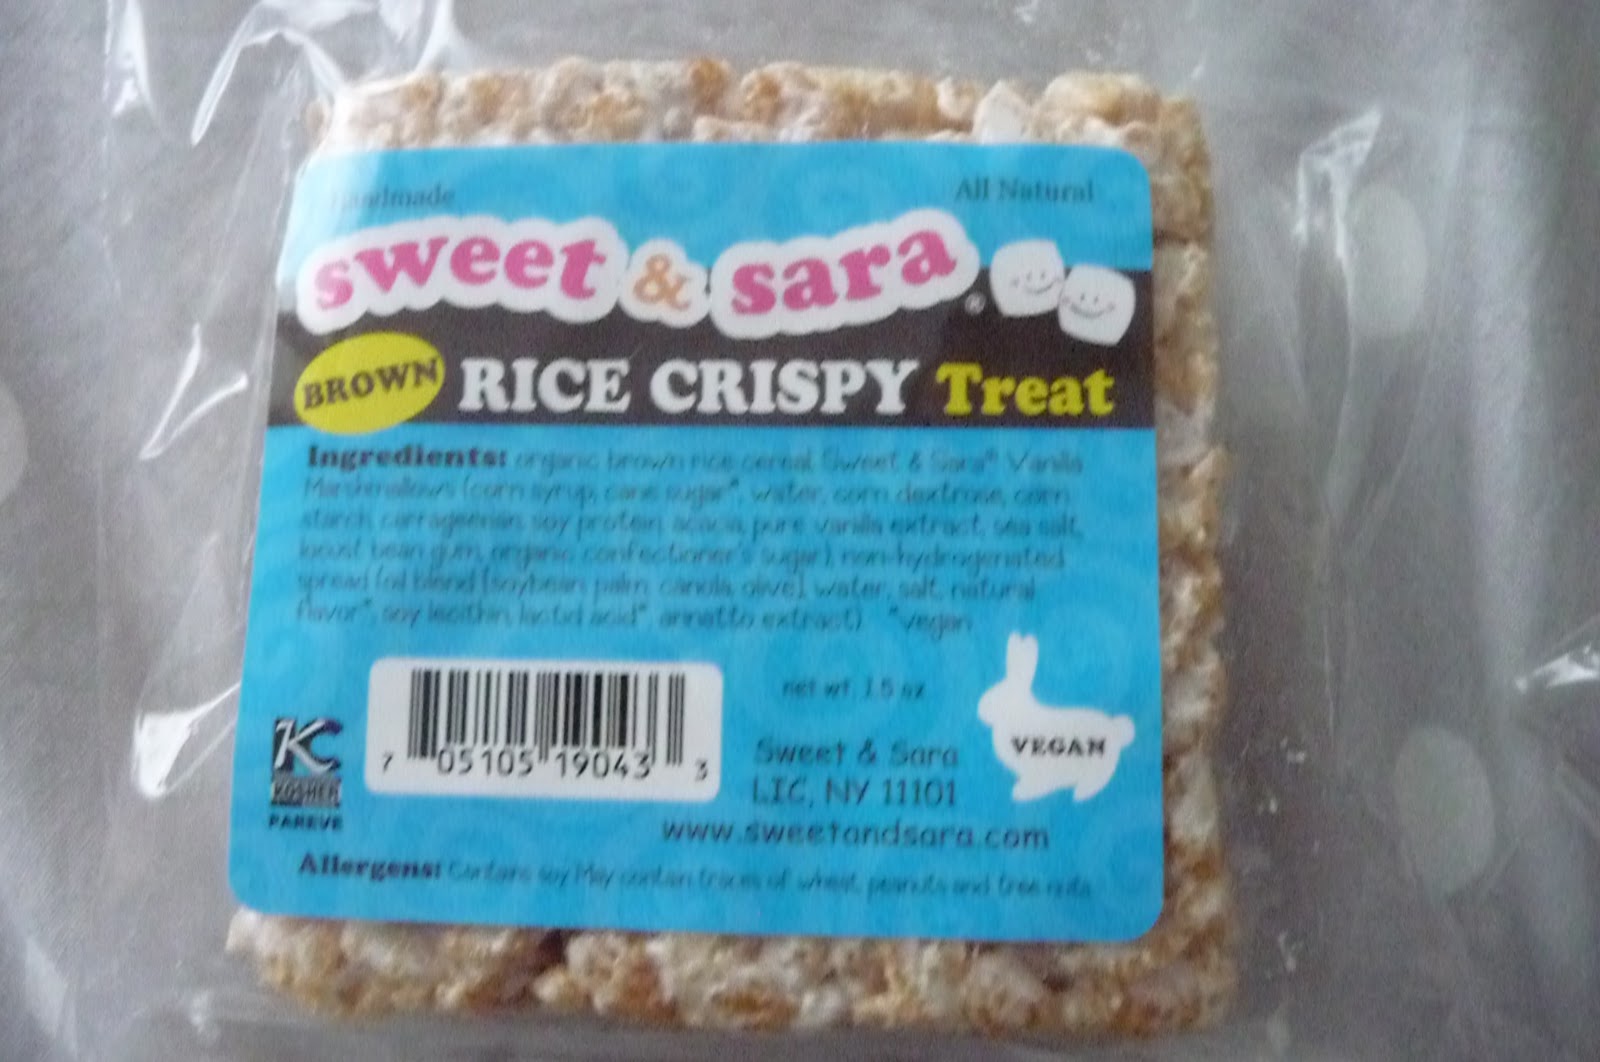 Handmade All Natural
sweet & sara®
BROWN RICE CRISPY Treat
Ingredients: organic brown rice cereal, Sweet & Sara® Vanilla
Marshmallows (corn syrup, cane sugar*, water, corn dextrose, corn
starch, carrageenan, soy protein, acacia, pure vanilla extract, sea salt,
locust bean gum, organic confectioner's sugar), non-hydrogenated
spread (oil blend [soybean, palm, canola, olive], water, salt, natural
flavor*, soy lecithin, lactic acid*, annatto extract). *vegan
net wt. 1.5 oz
7 05105 19043 3
Sweet & Sara
LIC, NY 11101
VEGAN
KC
KOSHER
PAREVE
www.sweetandsara.com
Allergens: Contains soy May contain traces of wheat, peanuts and tree nuts